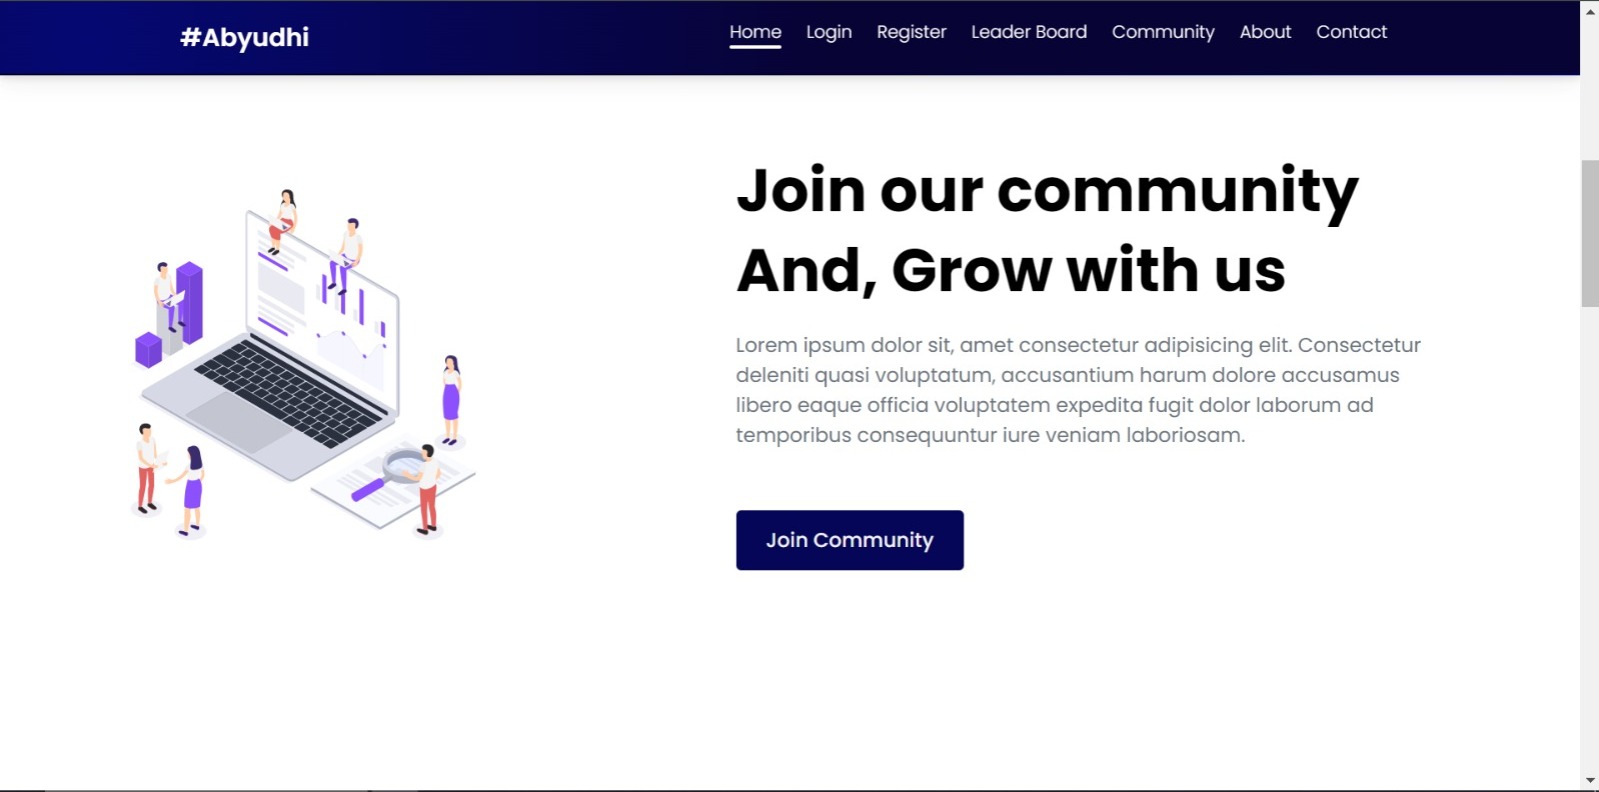 #Abyudhi
Home Login Register Leader Board Community About Contact
Join our community
And, Grow with us
Lorem ipsum dolor sit, amet consectetur adipisicing elit. Consectetur
deleniti quasi voluptatum, accusantium harum dolore accusamus
libero eaque officia voluptatem expedita fugit dolor laborum ad
temporibus consequuntur iure veniam laboriosam.
Join Community